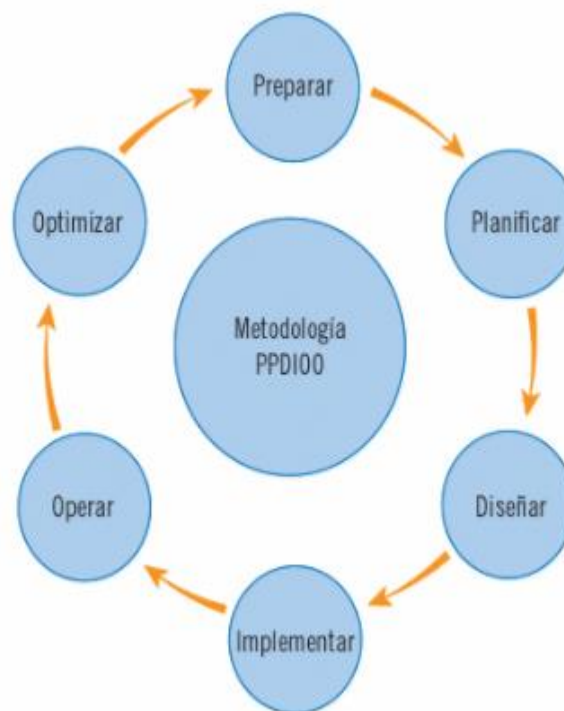 Preparar
Planificar
Diseñar
Implementar
Operar
Optimizar
Metodología
PPDIOO